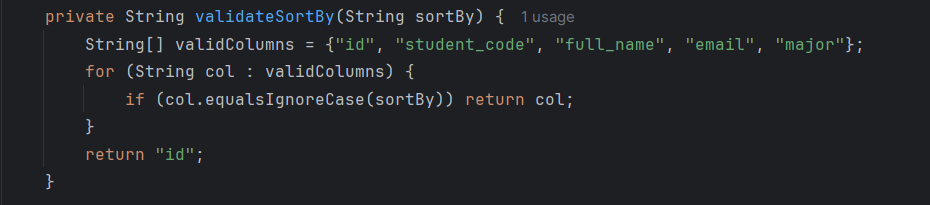 private String validateSortBy(String sortBy) { 1 usage
    String[] validColumns = {"id", "student_code", "full_name", "email", "major"};
    for (String col : validColumns) {
        if (col.equalsIgnoreCase(sortBy)) return col;
    }
    return "id";
}